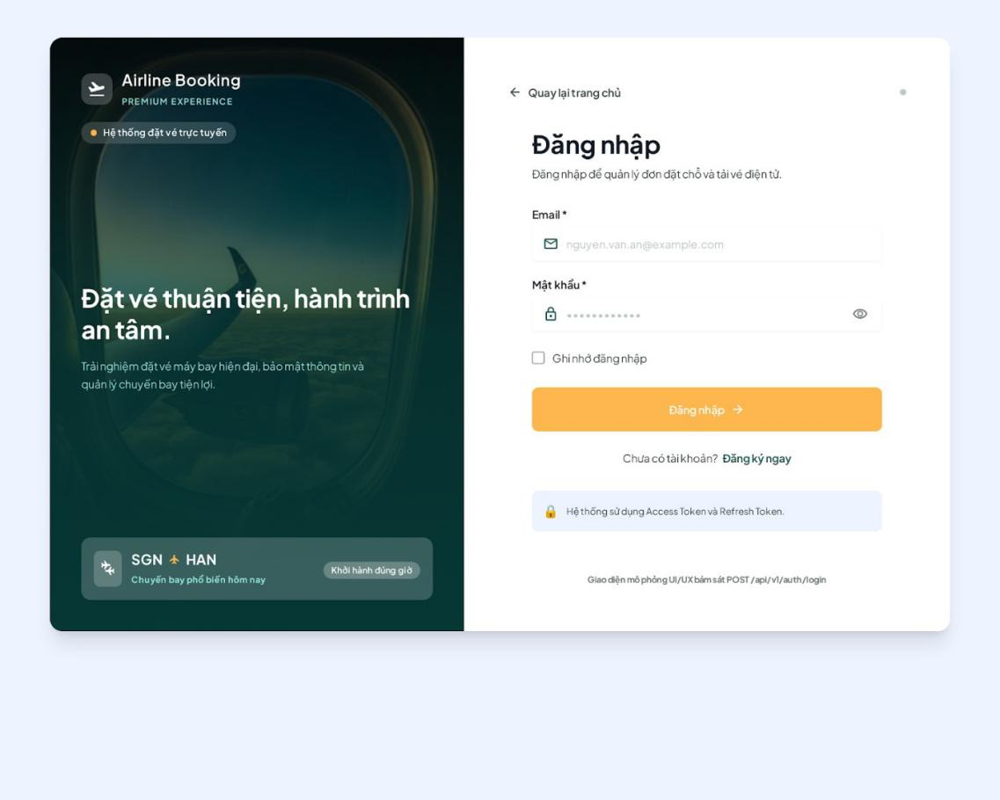 Airline Booking
PREMIUM EXPERIENCE
Hệ thống đặt vé trực tuyến
Đặt vé thuận tiện, hành trình
an tâm.
Trải nghiệm đặt vé máy bay hiện đại, bảo mật thông tin và
quản lý chuyến bay tiện lợi.
SGN HAN
Chuyến bay phổ biến hôm nay
Khởi hành đúng giờ
Quay lại trang chủ
Đăng nhập
Đăng nhập để quản lý đơn đặt chỗ và tải vé điện tử.
Email *
nguyen.van.an@example.com
Mật khẩu *
Ghi nhớ đăng nhập
Đăng nhập
Chưa có tài khoản? Đăng ký ngay
Hệ thống sử dụng Access Token và Refresh Token.
Giao diện mô phỏng UI/UX bám sát POST /api/v1/auth/login